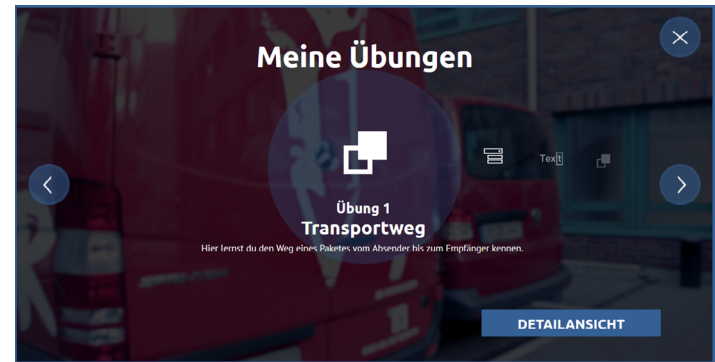 Meine Übungen
Text
Übung 1
Transportweg
Hier lernst du den Weg eines Paketes vom Absender bis zum Empfänger kennen.
DETAILANSICHT